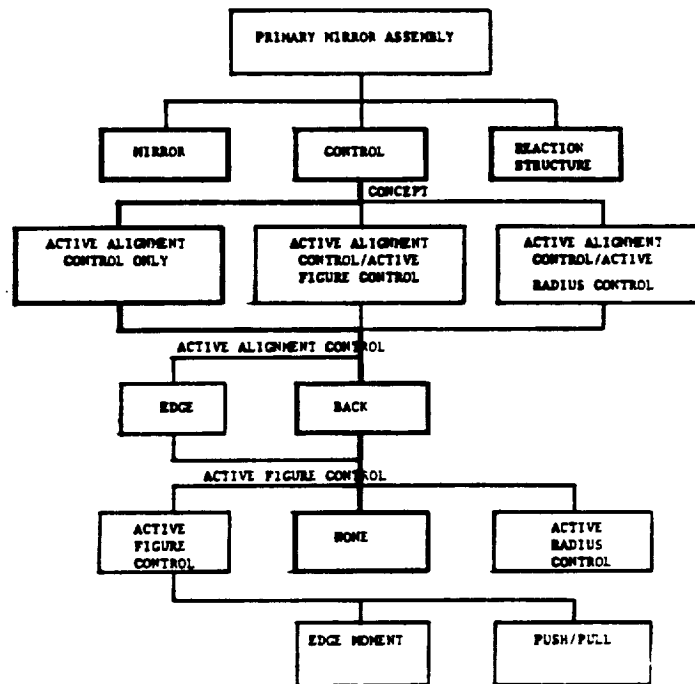 PRIMARY MIRROR ASSEMBLY
MIRROR
CONTROL
REACTION
STRUCTURE
CONCEPT
ACTIVE ALIGNMENT
CONTROL ONLY
ACTIVE ALIGNMENT
CONTROL/ACTIVE
FIGURE CONTROL
ACTIVE ALIGNMENT
CONTROL/ACTIVE
RADIUS CONTROL
ACTIVE ALIGNMENT CONTROL
EDGE
BACK
ACTIVE FIGURE CONTROL
ACTIVE
FIGURE
CONTROL
NONE
ACTIVE
RADIUS
CONTROL
EDGE MOMENT
PUSH/PULL